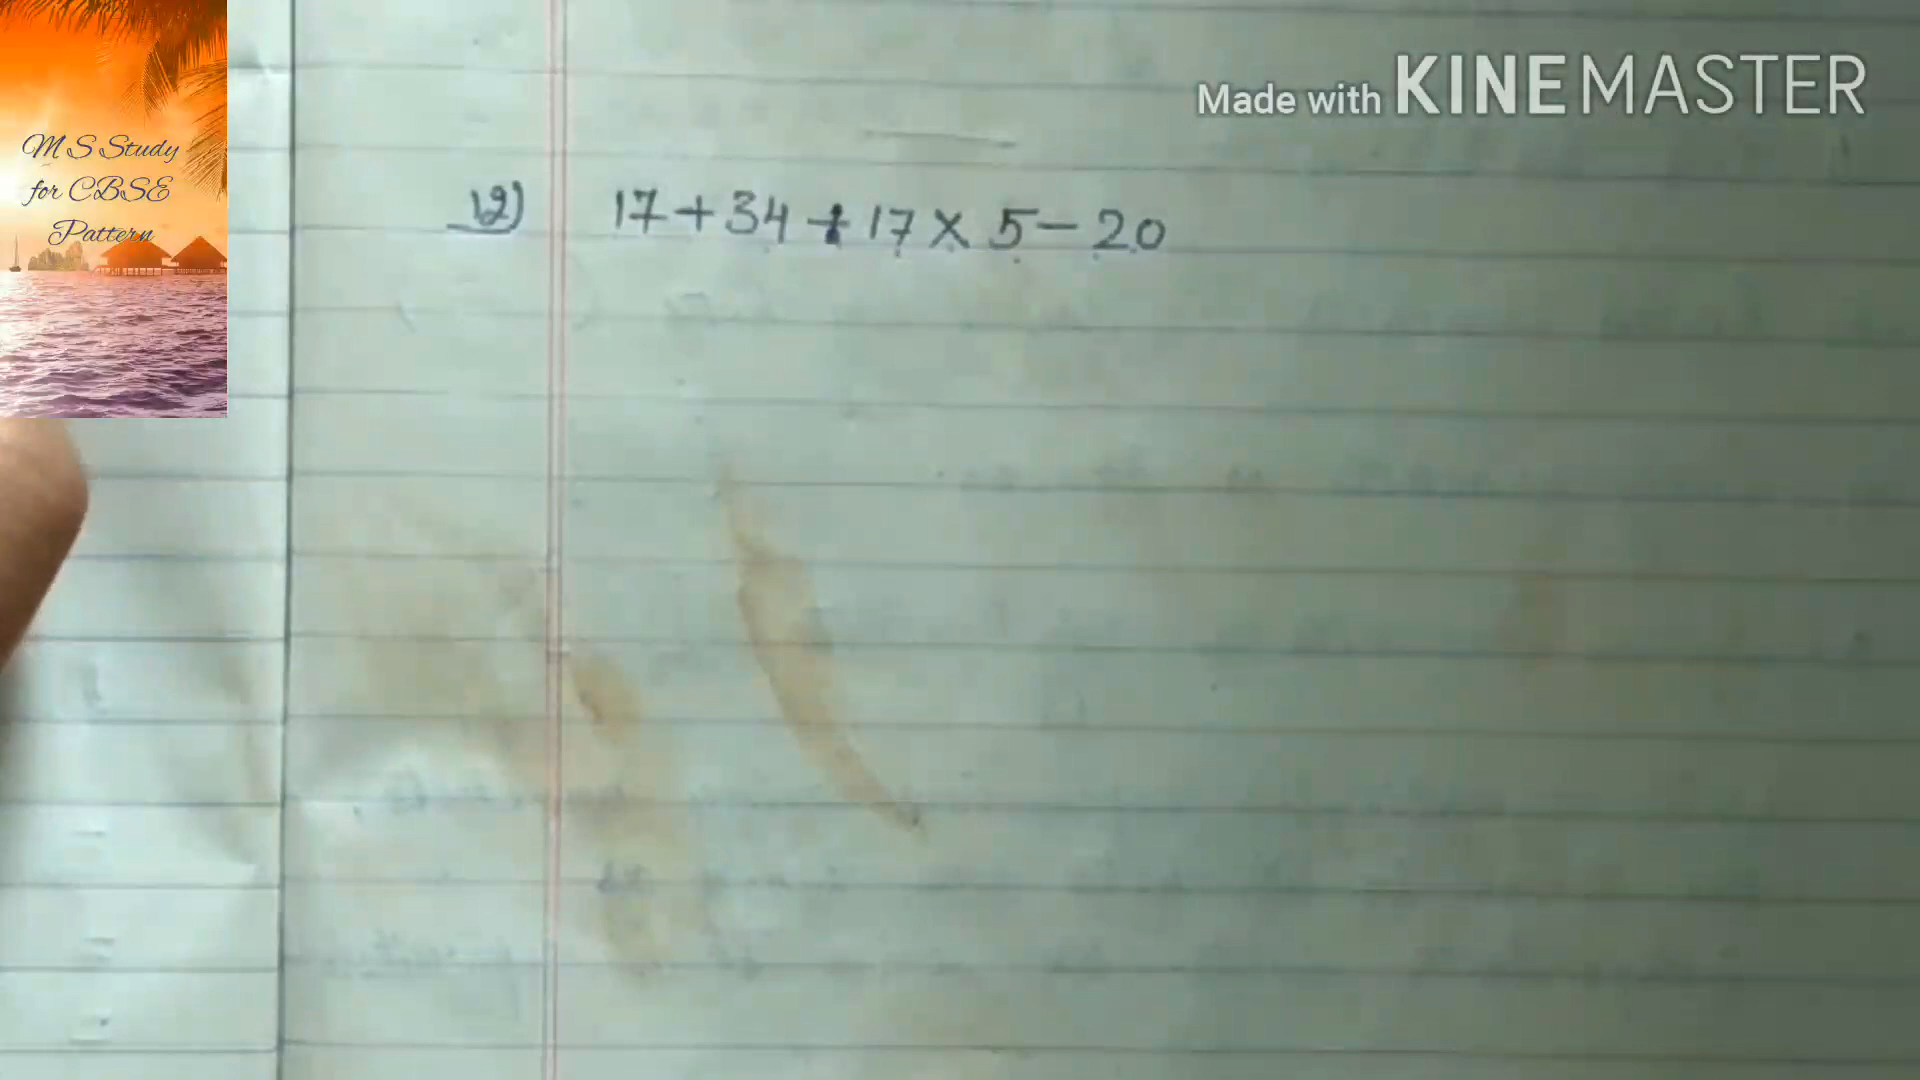 M S Study
for CBSE
Pattern
Made with KINEMASTER
12) 17+34+17×5-20